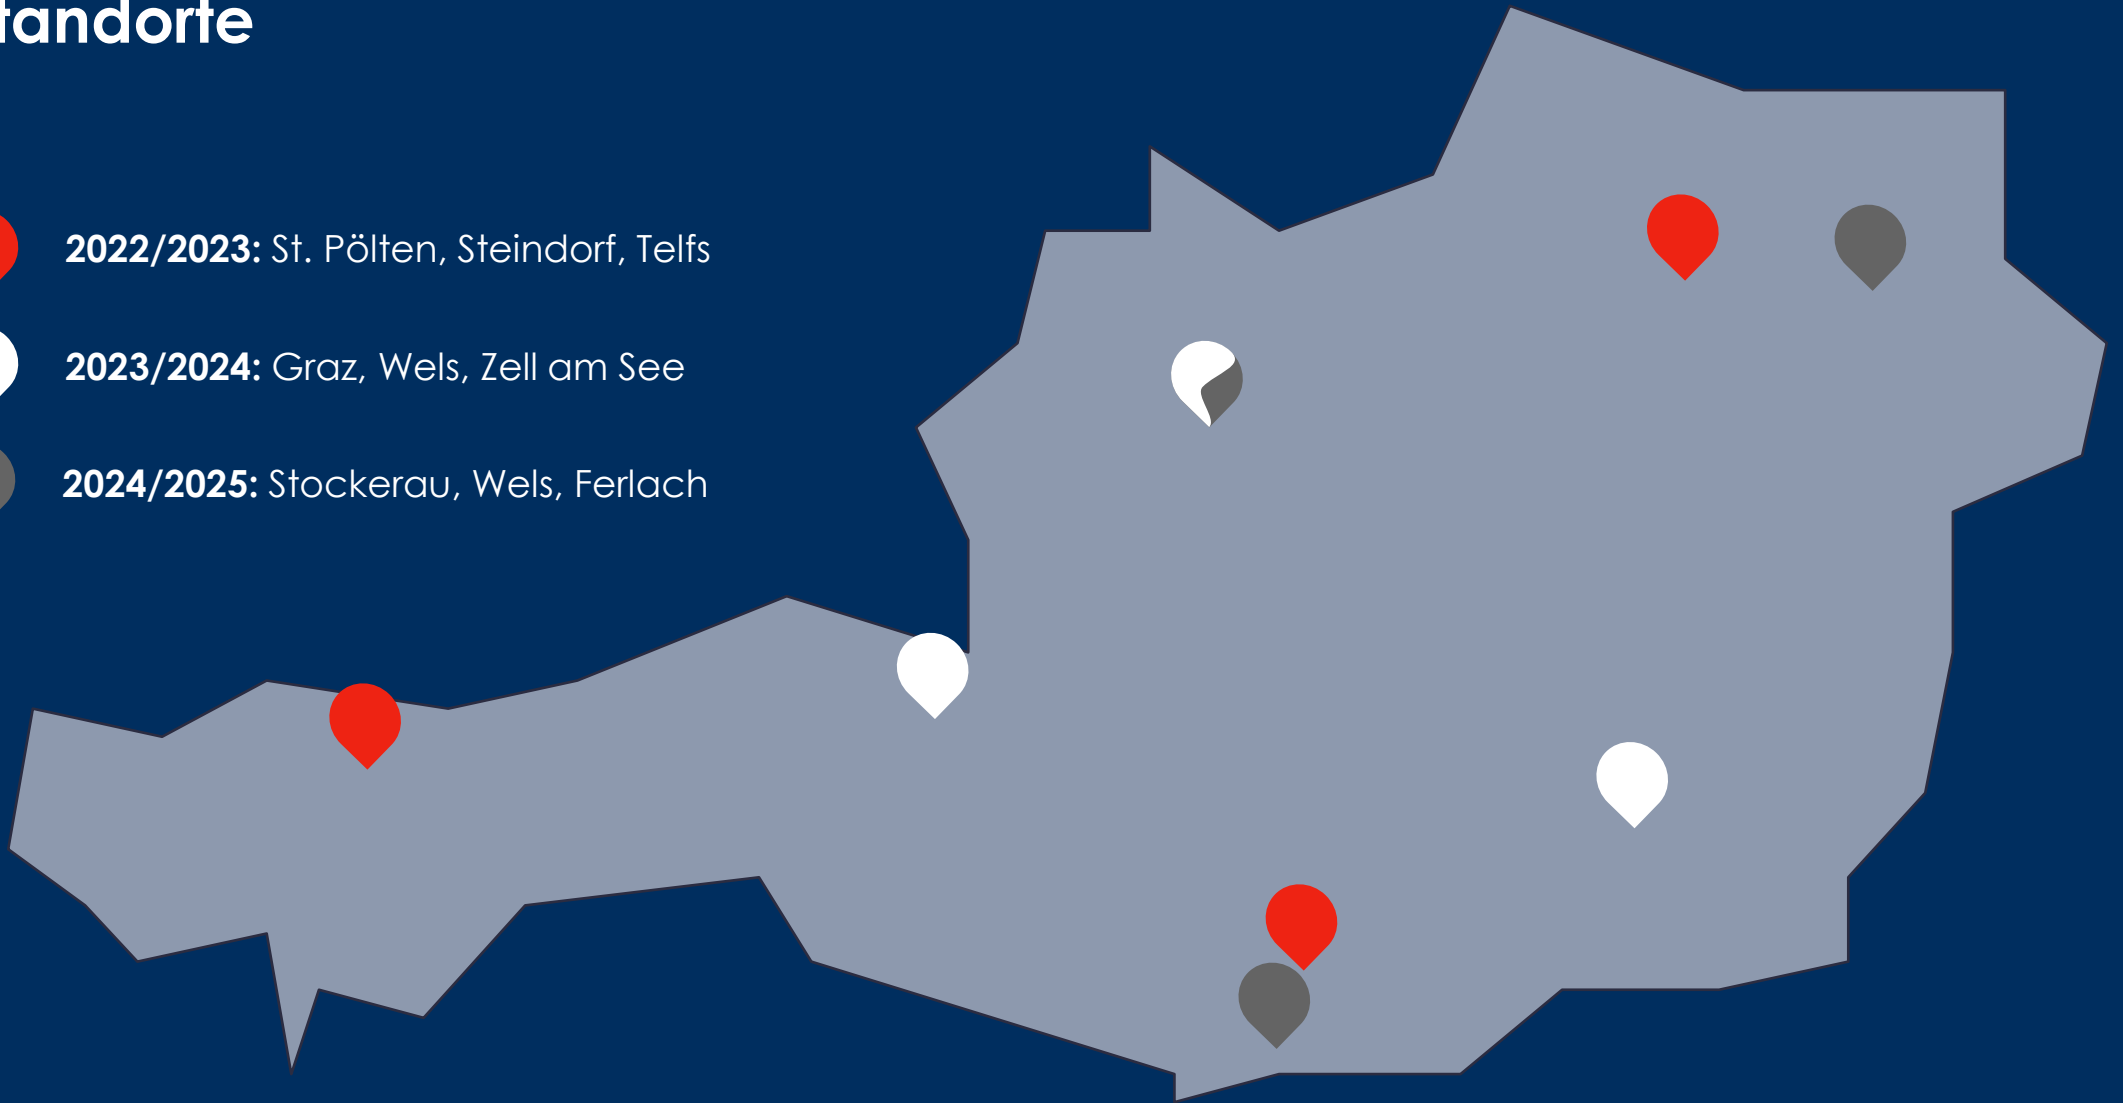 tandorte
2022/2023: St. Pölten, Steindorf, Telfs
2023/2024: Graz, Wels, Zell am See
2024/2025: Stockerau, Wels, Ferlach